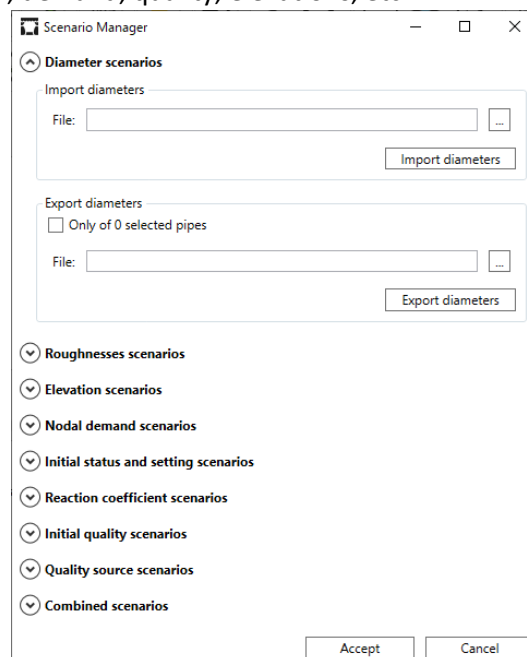 Scenario Manager
Diameter scenarios
Import diameters
File:
...
Import diameters
Export diameters
Only of 0 selected pipes
File:
...
Export diameters
Roughnesses scenarios
Elevation scenarios
Nodal demand scenarios
Initial status and setting scenarios
Reaction coefficient scenarios
Initial quality scenarios
Quality source scenarios
Combined scenarios
Accept Cancel